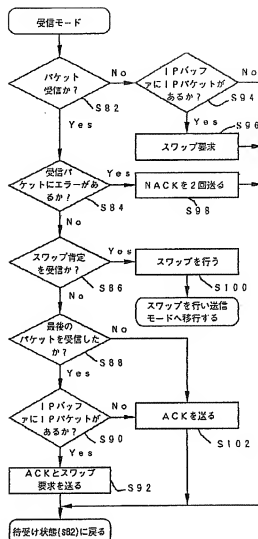 受信モード
パケット
受信か?
No
S82
Yes
IPバッフ
ァにIPパケットが
あるか?
No
S94
Yes
S96
スワップ要求
受信パ
ケットにエラーがあ
るか?
Yes
S84
No
NACKを2回送る
S98
スワップ肯定
を受信か?
Yes
S86
No
スワップを行う
S100
スワップを行い送信
モードへ移行する
最後の
パケットを受信した
か?
No
S88
Yes
IPバッフ
ァにIPパケットが
あるか?
No
S90
Yes
ACKを送る
S102
ACKとスワップ
要求を送る
S92
待受け状態(S82)に戻る